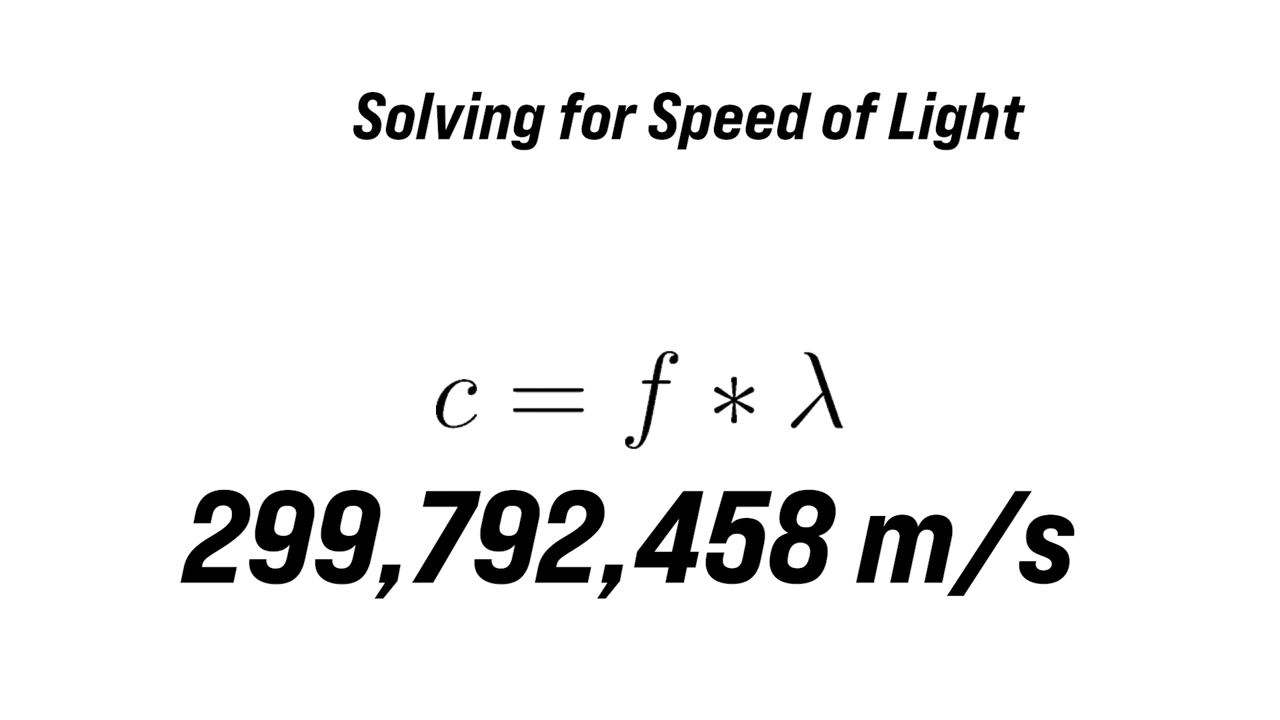 Solving for Speed of Light
c = f * λ
299,792,458 m/s